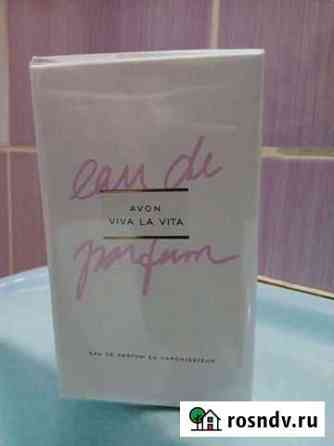 eau de
AVON
VIVA LA VITA
parfum
EAU DE PARFUM EN VAPORISATEUR
rosndv.ru